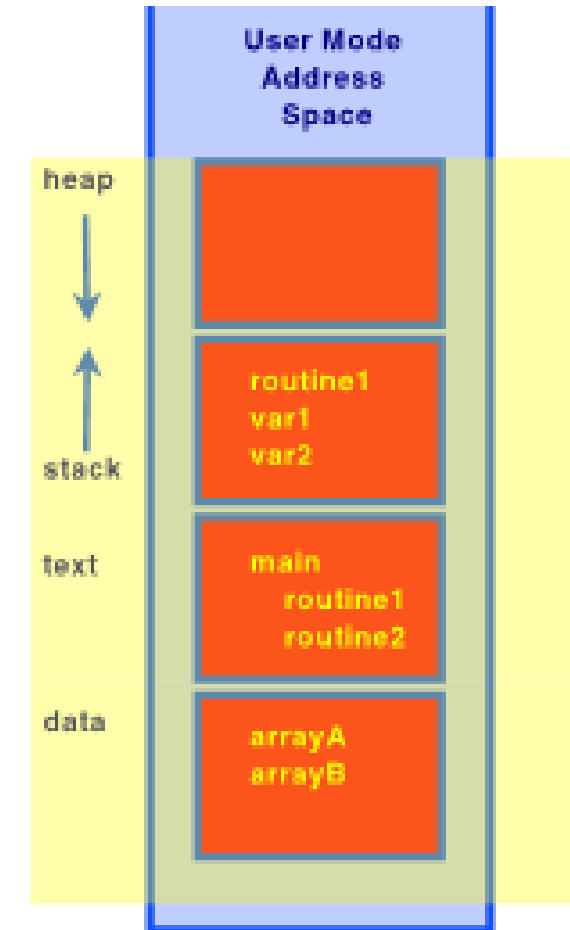 User Mode
Address
Space
heap
stack
routine1
var1
var2
text
main
routine1
routine2
data
arrayA
arrayB